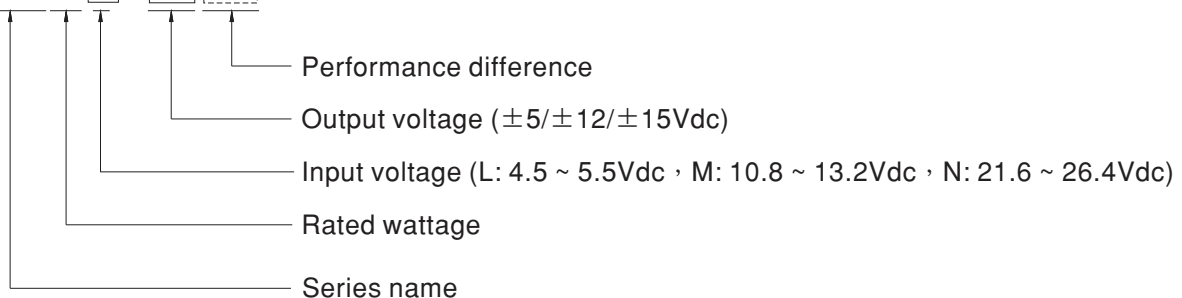 Performance difference
Output voltage (±5/±12/±15Vdc)
Input voltage (L: 4.5 ~ 5.5Vdc，M: 10.8 ~ 13.2Vdc，N: 21.6 ~ 26.4Vdc)
Rated wattage
Series name